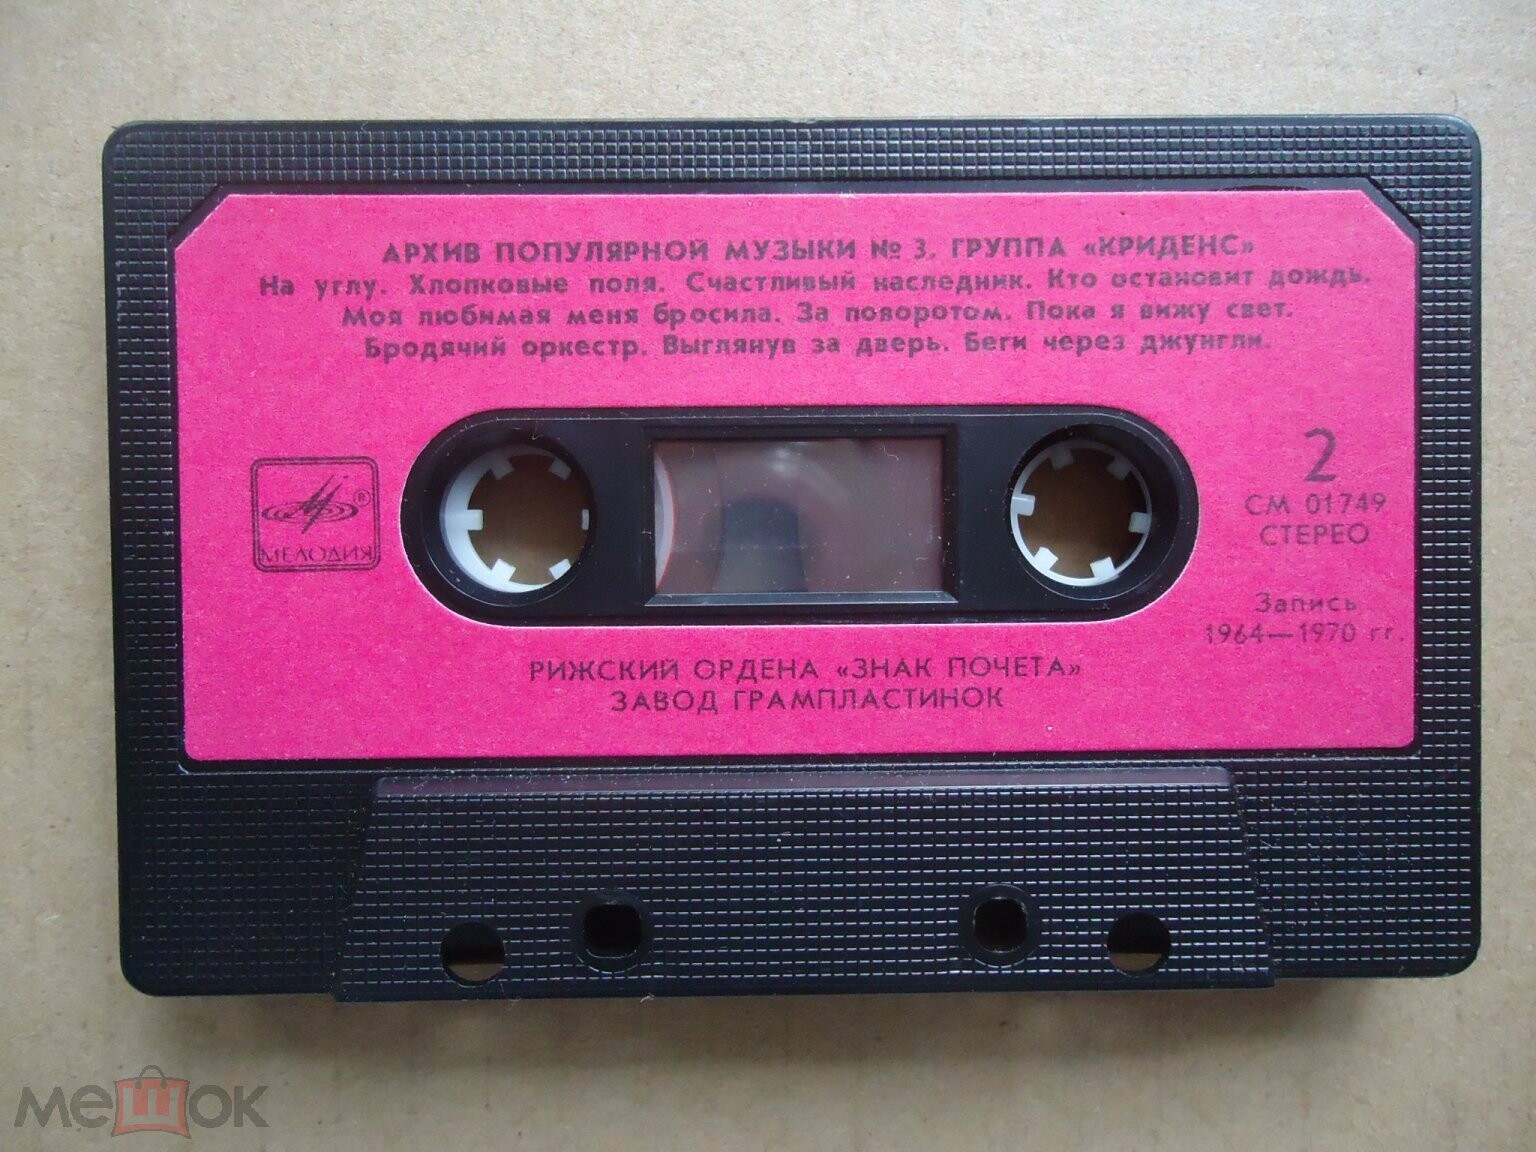 АРХИВ ПОПУЛЯРНОЙ МУЗЫКИ № 3. ГРУППА «КРИДЕНС»
На углу. Хлопковые поля. Счастливый наследник. Кто остановит дождь.
Моя любимая меня бросила. За поворотом. Пока я вижу свет.
Бродячий оркестр. Выглянув за дверь. Беги через джунгли.
МЕЛОДИЯ ®
2
СМ 01749
СТЕРЕО
Запись
1964—1970 гг.
РИЖСКИЙ ОРДЕНА «ЗНАК ПОЧЕТА»
ЗАВОД ГРАМПЛАСТИНОК
мешок